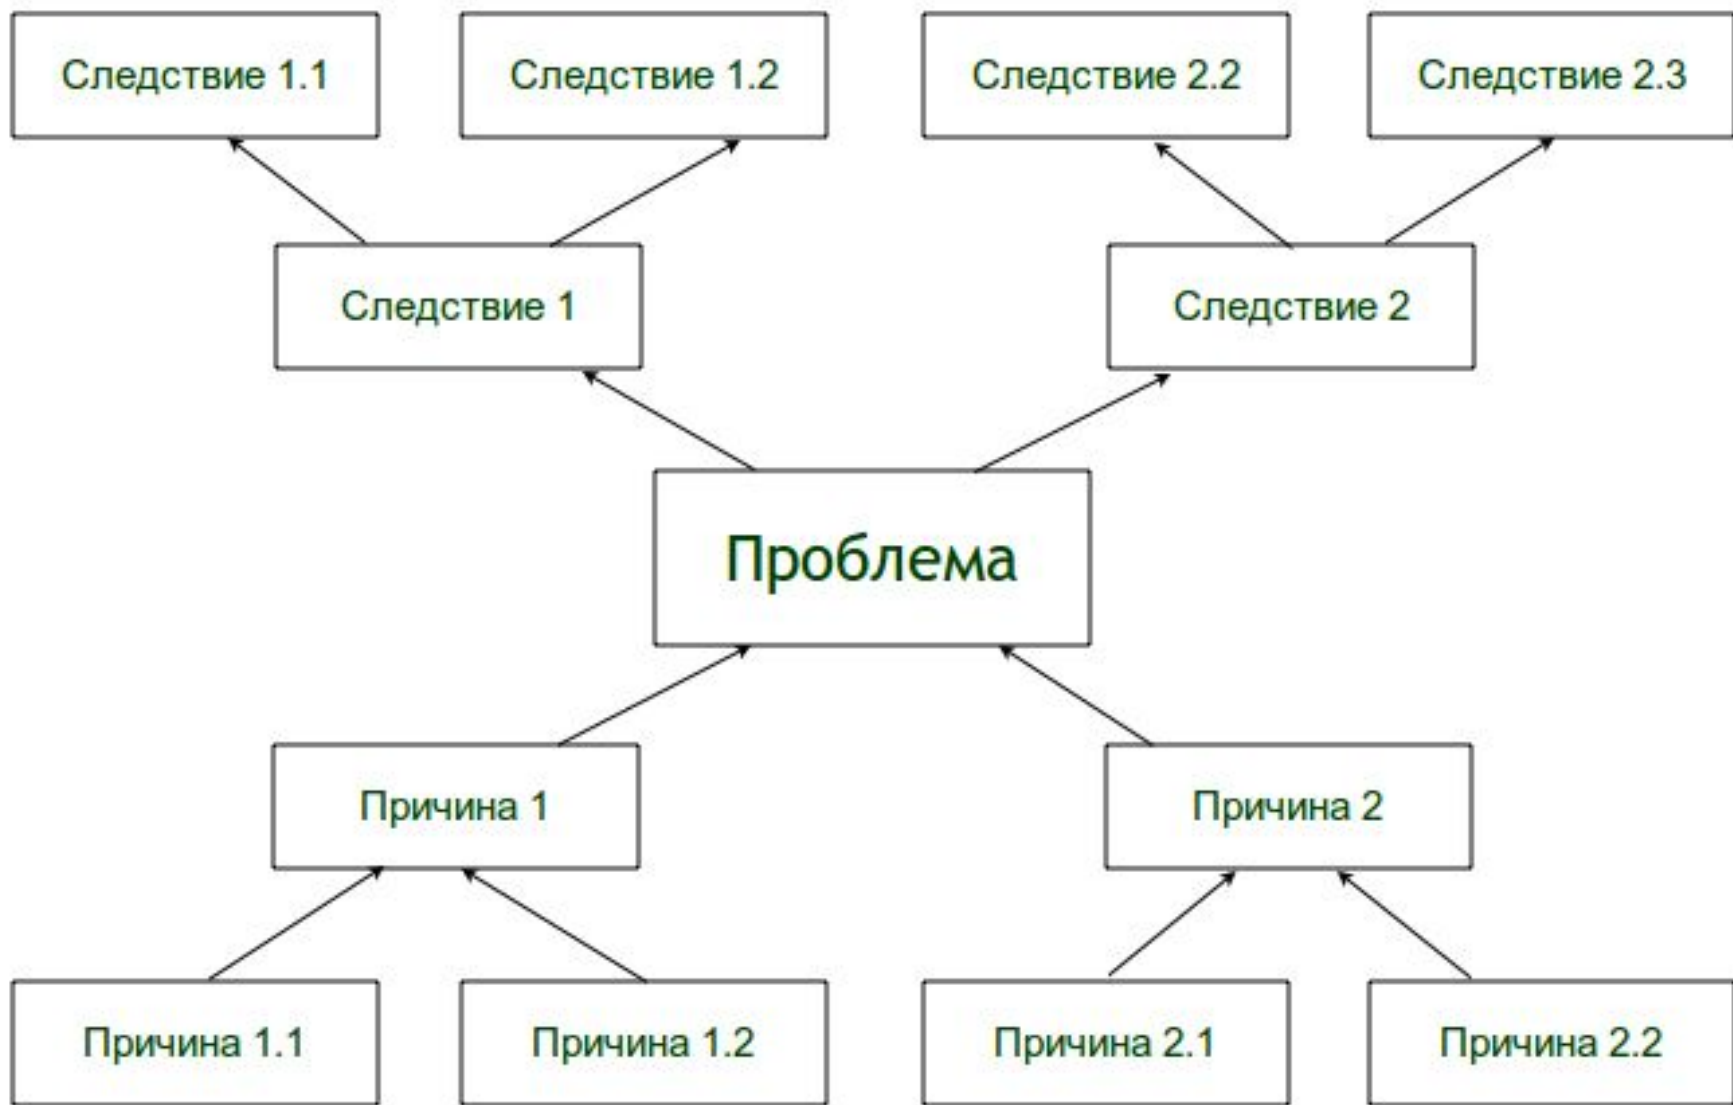 Следствие 1.1
Следствие 1.2
Следствие 2.2
Следствие 2.3
Следствие 1
Следствие 2
Проблема
Причина 1
Причина 2
Причина 1.1
Причина 1.2
Причина 2.1
Причина 2.2